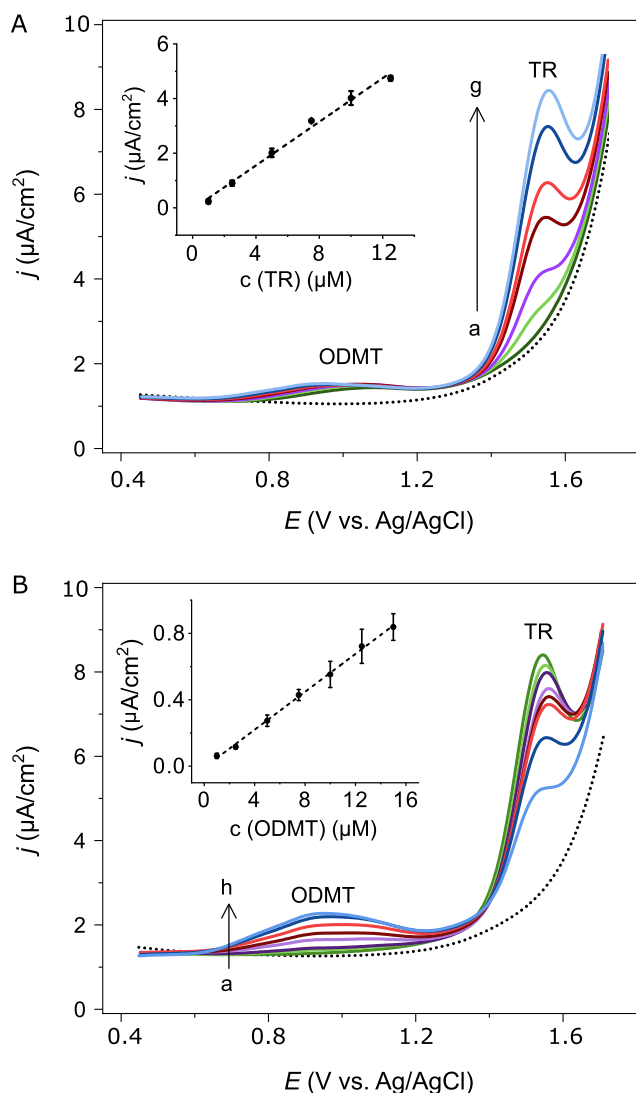 A
10
8
6
4
2
0
j (μA/cm²)
0.4
0.8
1.2
1.6
E (V vs. Ag/AgCl)
6
4
2
0
j (μA/cm²)
0
4
8
12
c (TR) (μM)
TR
g
a
ODMT
B
10
8
6
4
2
0
j (μA/cm²)
0.4
0.8
1.2
1.6
E (V vs. Ag/AgCl)
0.8
0.4
0.0
j (μA/cm²)
0
4
8
12
16
c (ODMT) (μM)
TR
h
a
ODMT